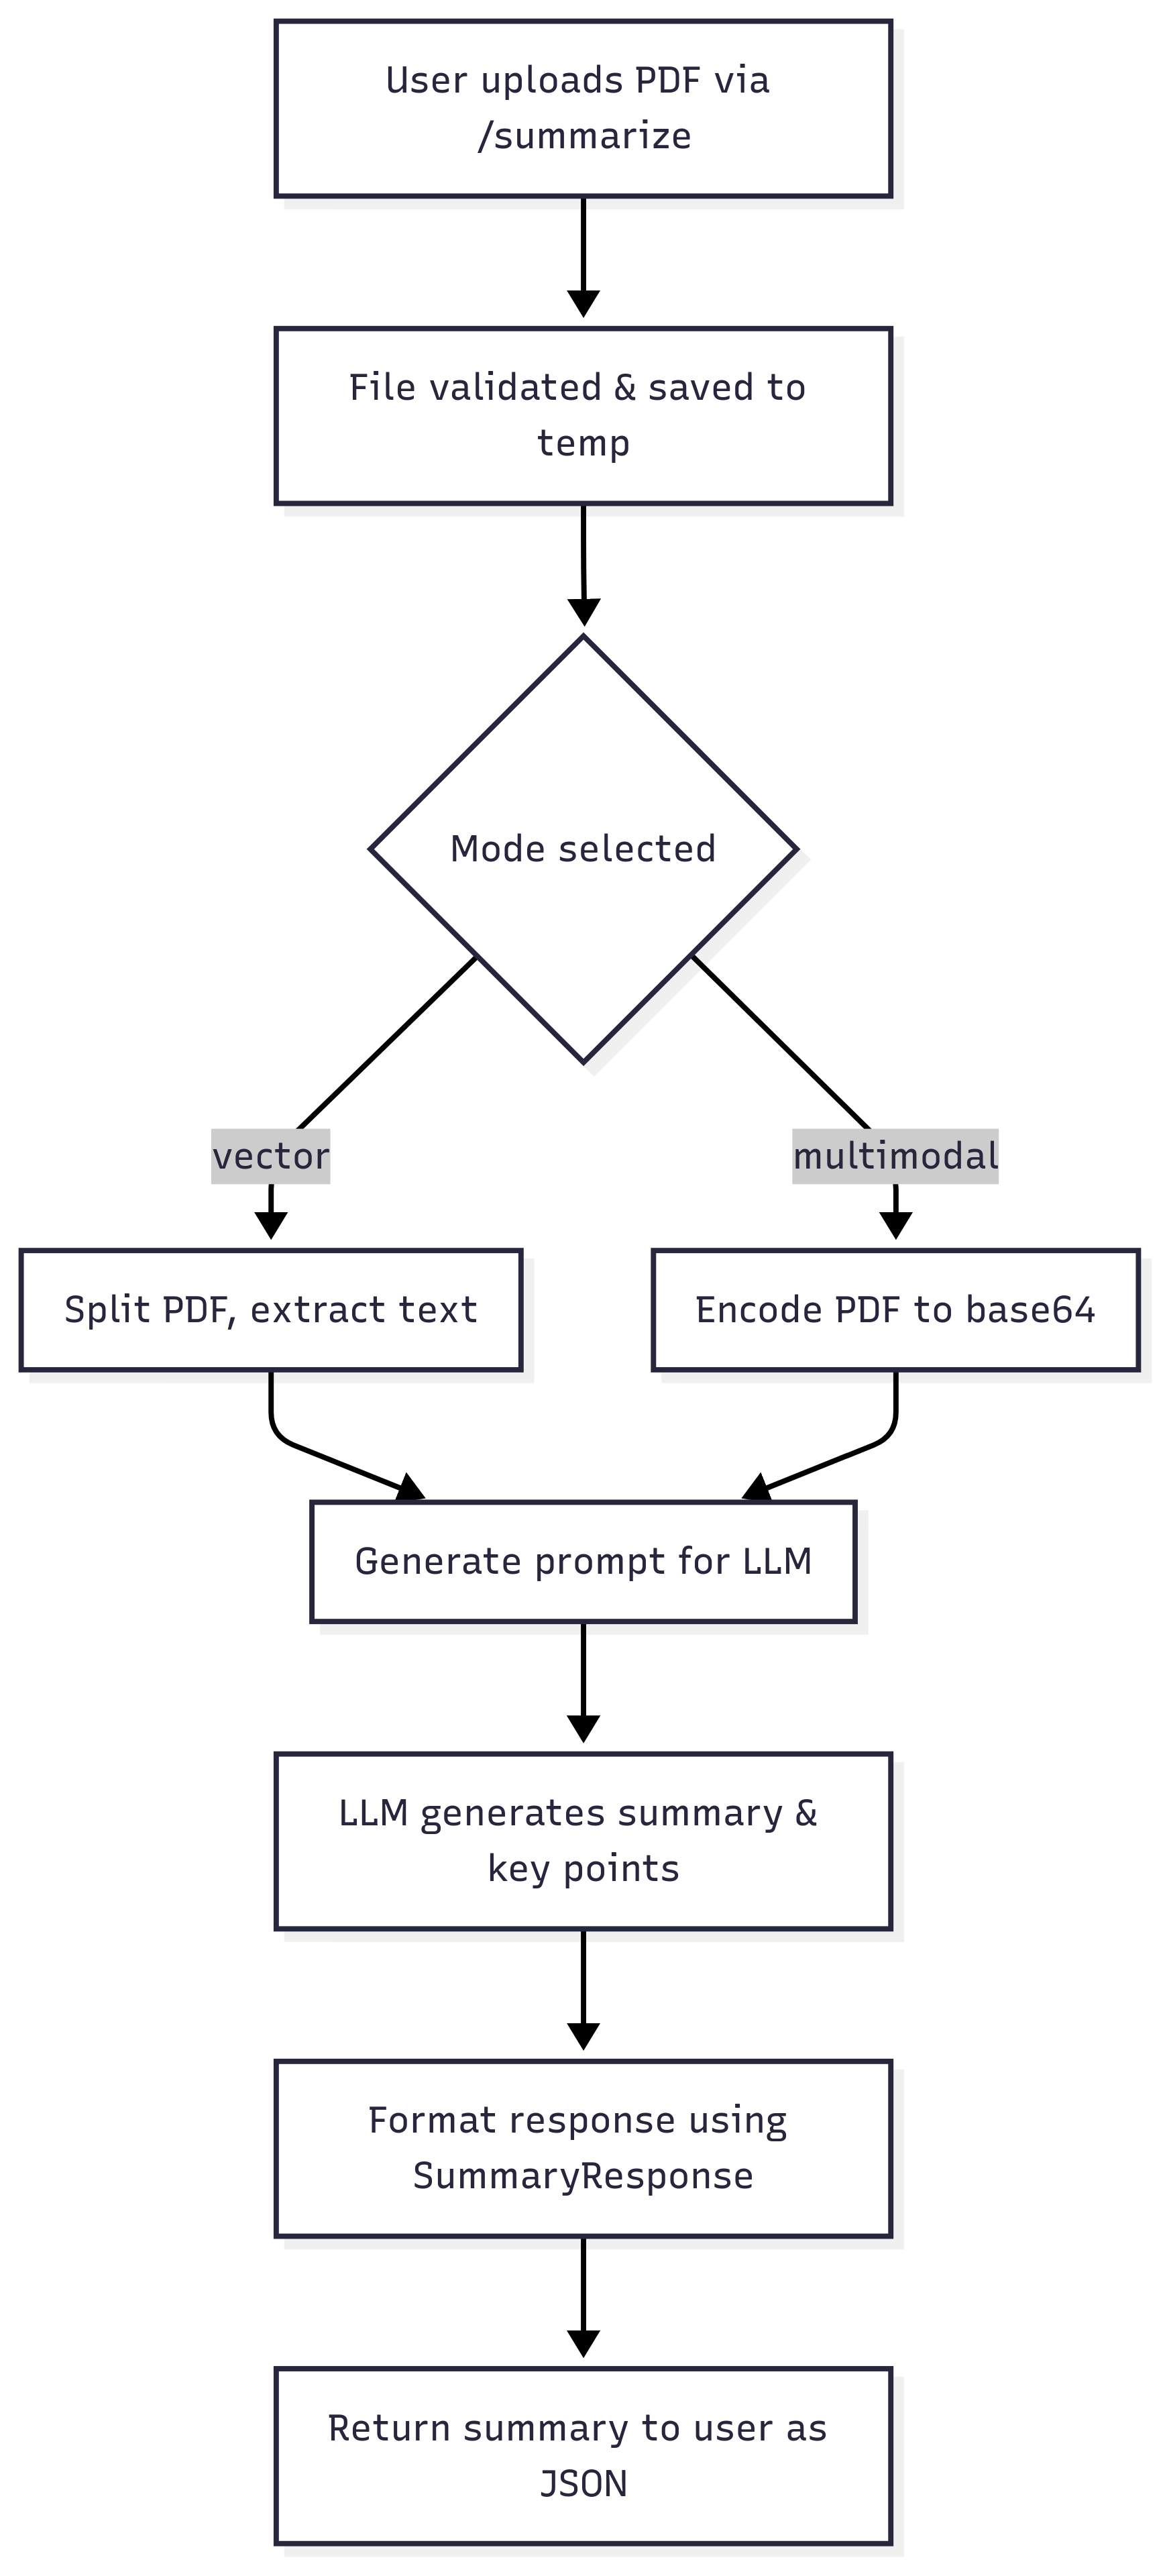 User uploads PDF via
/summarize
File validated & saved to
temp
Mode selected
vector
multimodal
Split PDF, extract text
Encode PDF to base64
Generate prompt for LLM
LLM generates summary &
key points
Format response using
SummaryResponse
Return summary to user as
JSON